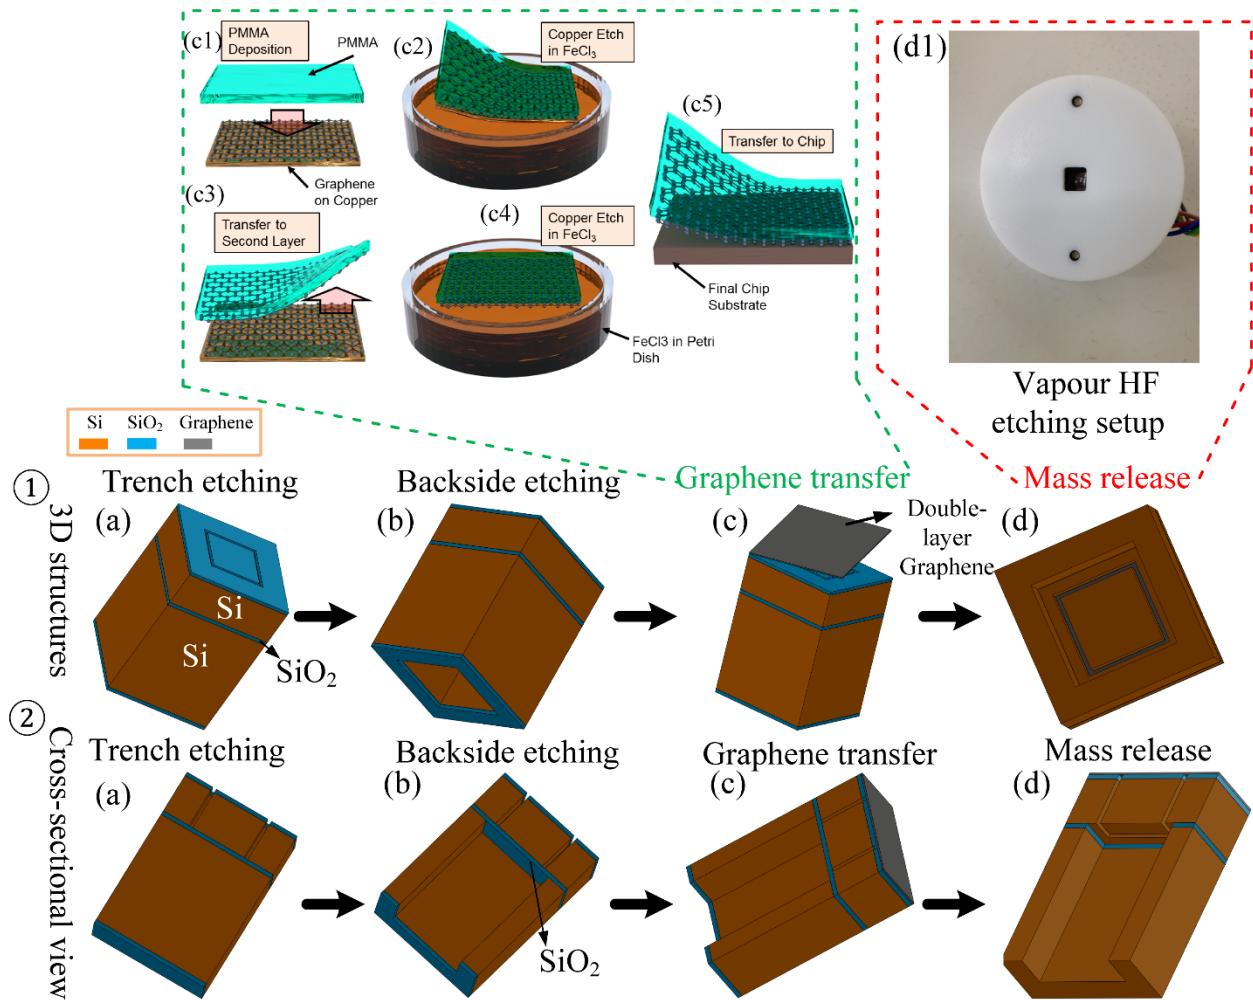 (c1)
PMMA
Deposition
PMMA
Graphene
on Copper
(c2)
Copper Etch
in FeCl₃
(c3)
Transfer to
Second Layer
(c4)
Copper Etch
in FeCl₃
FeCl3 in Petri
Dish
(c5)
Transfer to Chip
Final Chip
Substrate
(d1)
Vapour HF
etching setup
Si
SiO₂
Graphene
Graphene transfer
Mass release
① 3D structures
Trench etching
(a)
Si
Si
SiO₂
Backside etching
(b)
(c)
Double-
layer
Graphene
(d)
② Cross-sectional view
Trench etching
(a)
Backside etching
(b)
SiO₂
Graphene transfer
(c)
Mass release
(d)